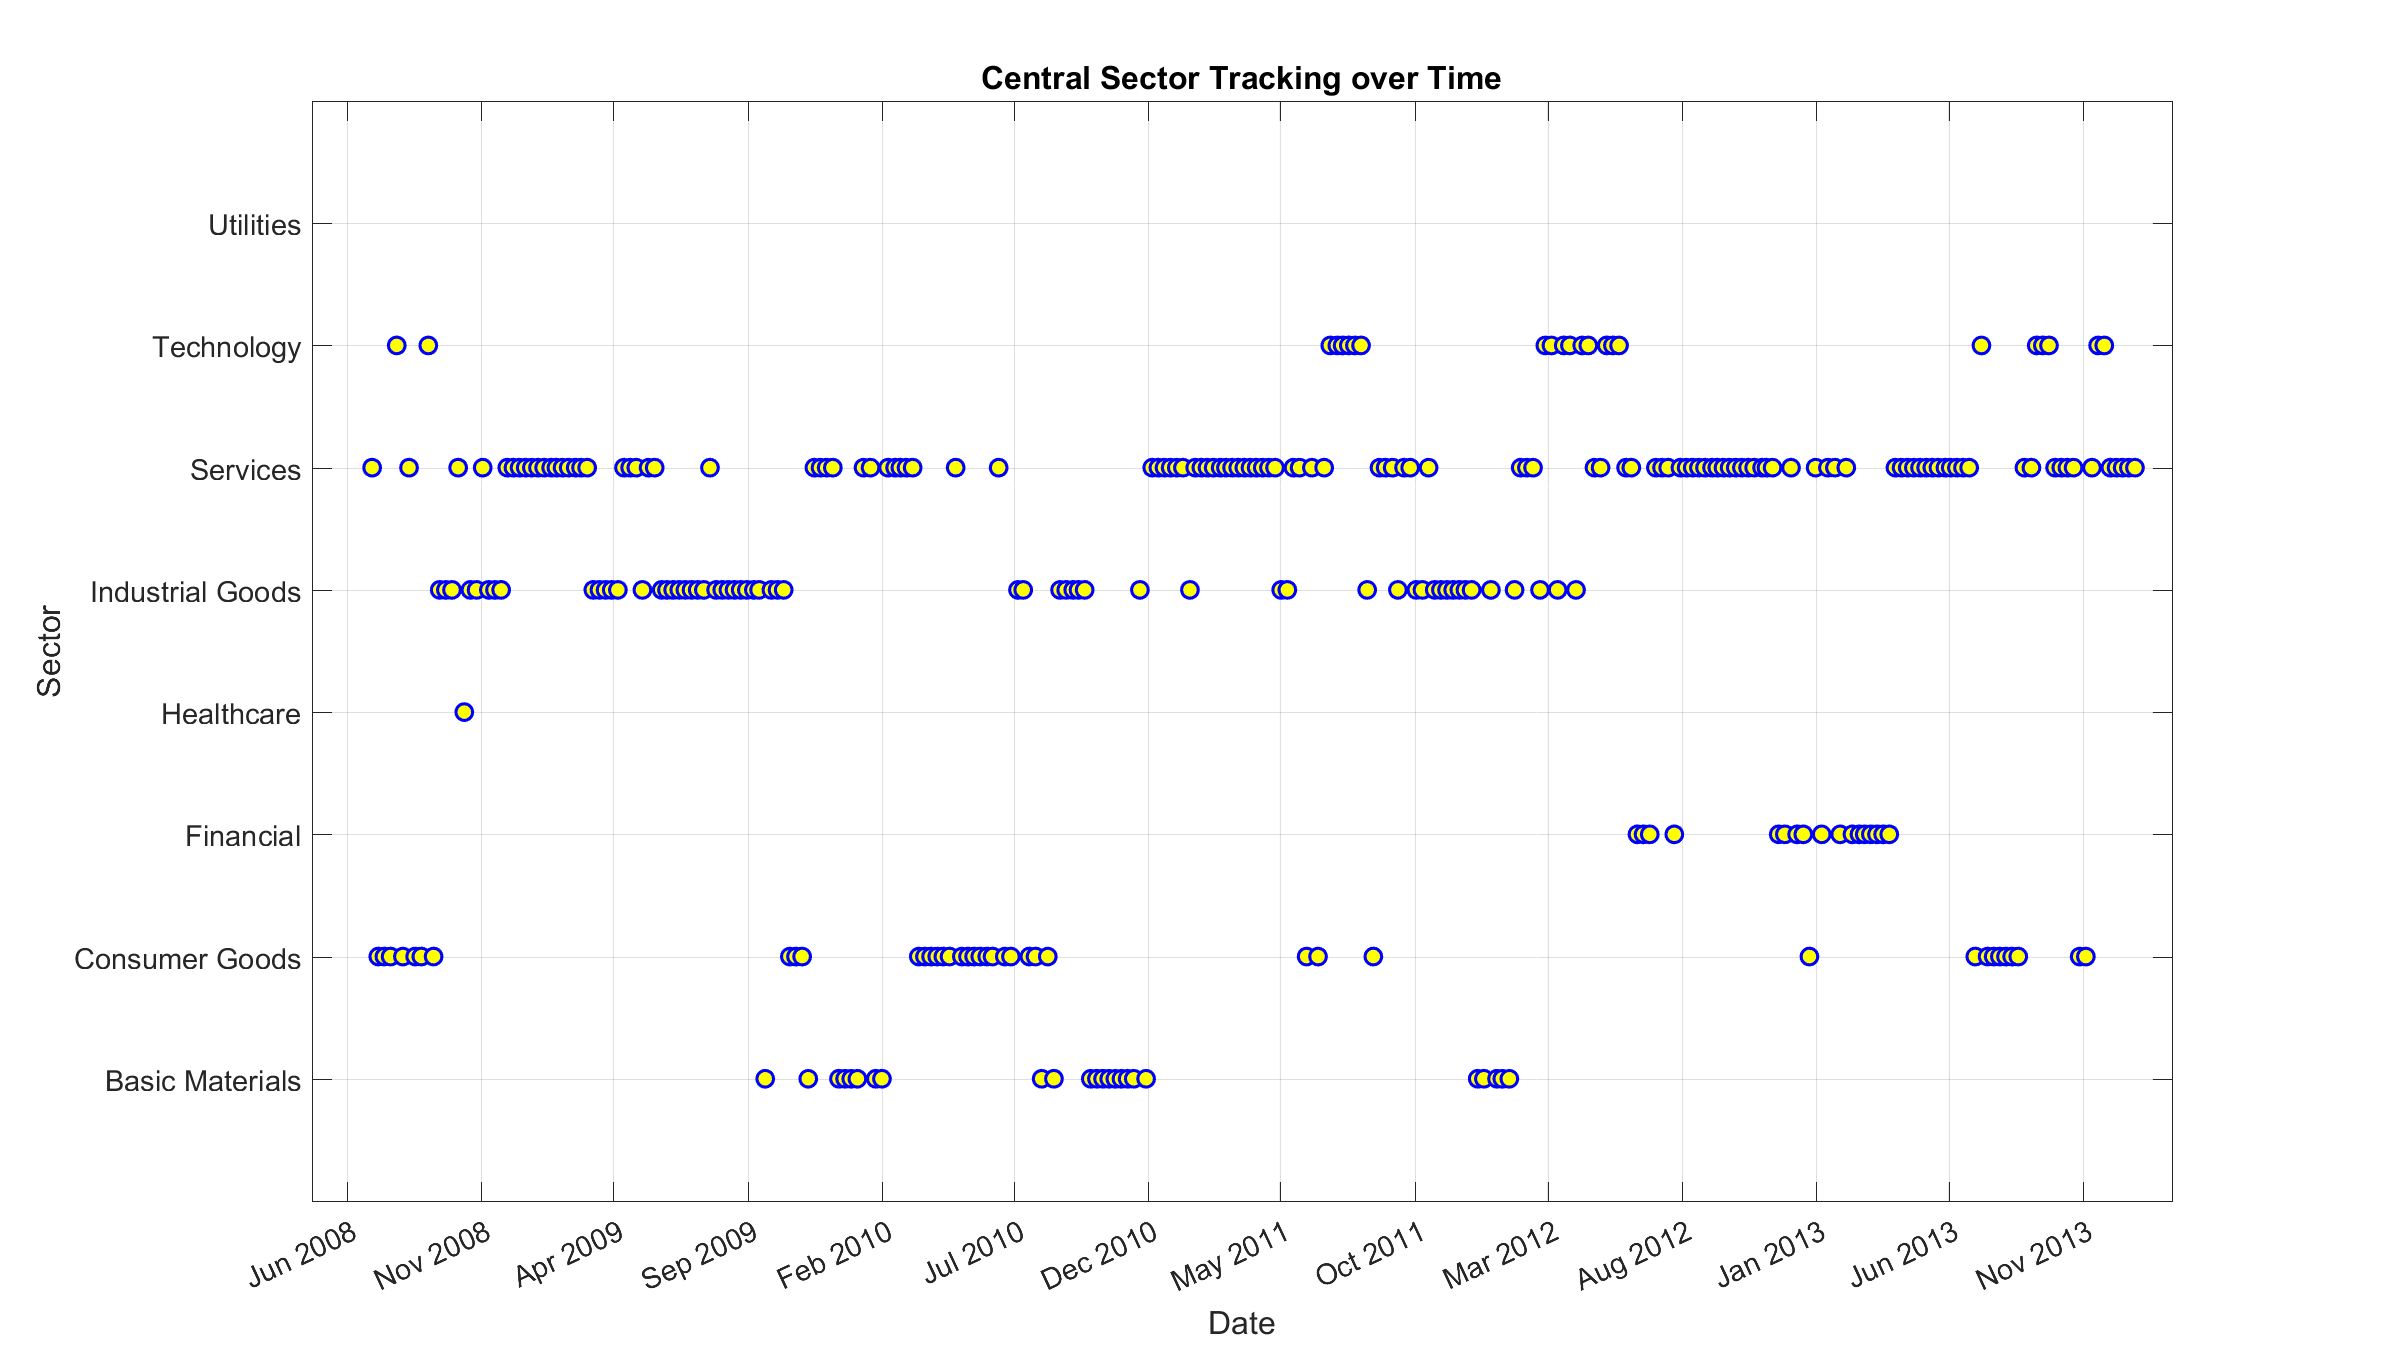 Central Sector Tracking over Time
Utilities
Technology
Services
Industrial Goods
Healthcare
Financial
Consumer Goods
Basic Materials
Sector
Jun 2008
Nov 2008
Apr 2009
Sep 2009
Feb 2010
Jul 2010
Dec 2010
May 2011
Oct 2011
Mar 2012
Aug 2012
Jan 2013
Jun 2013
Nov 2013
Date